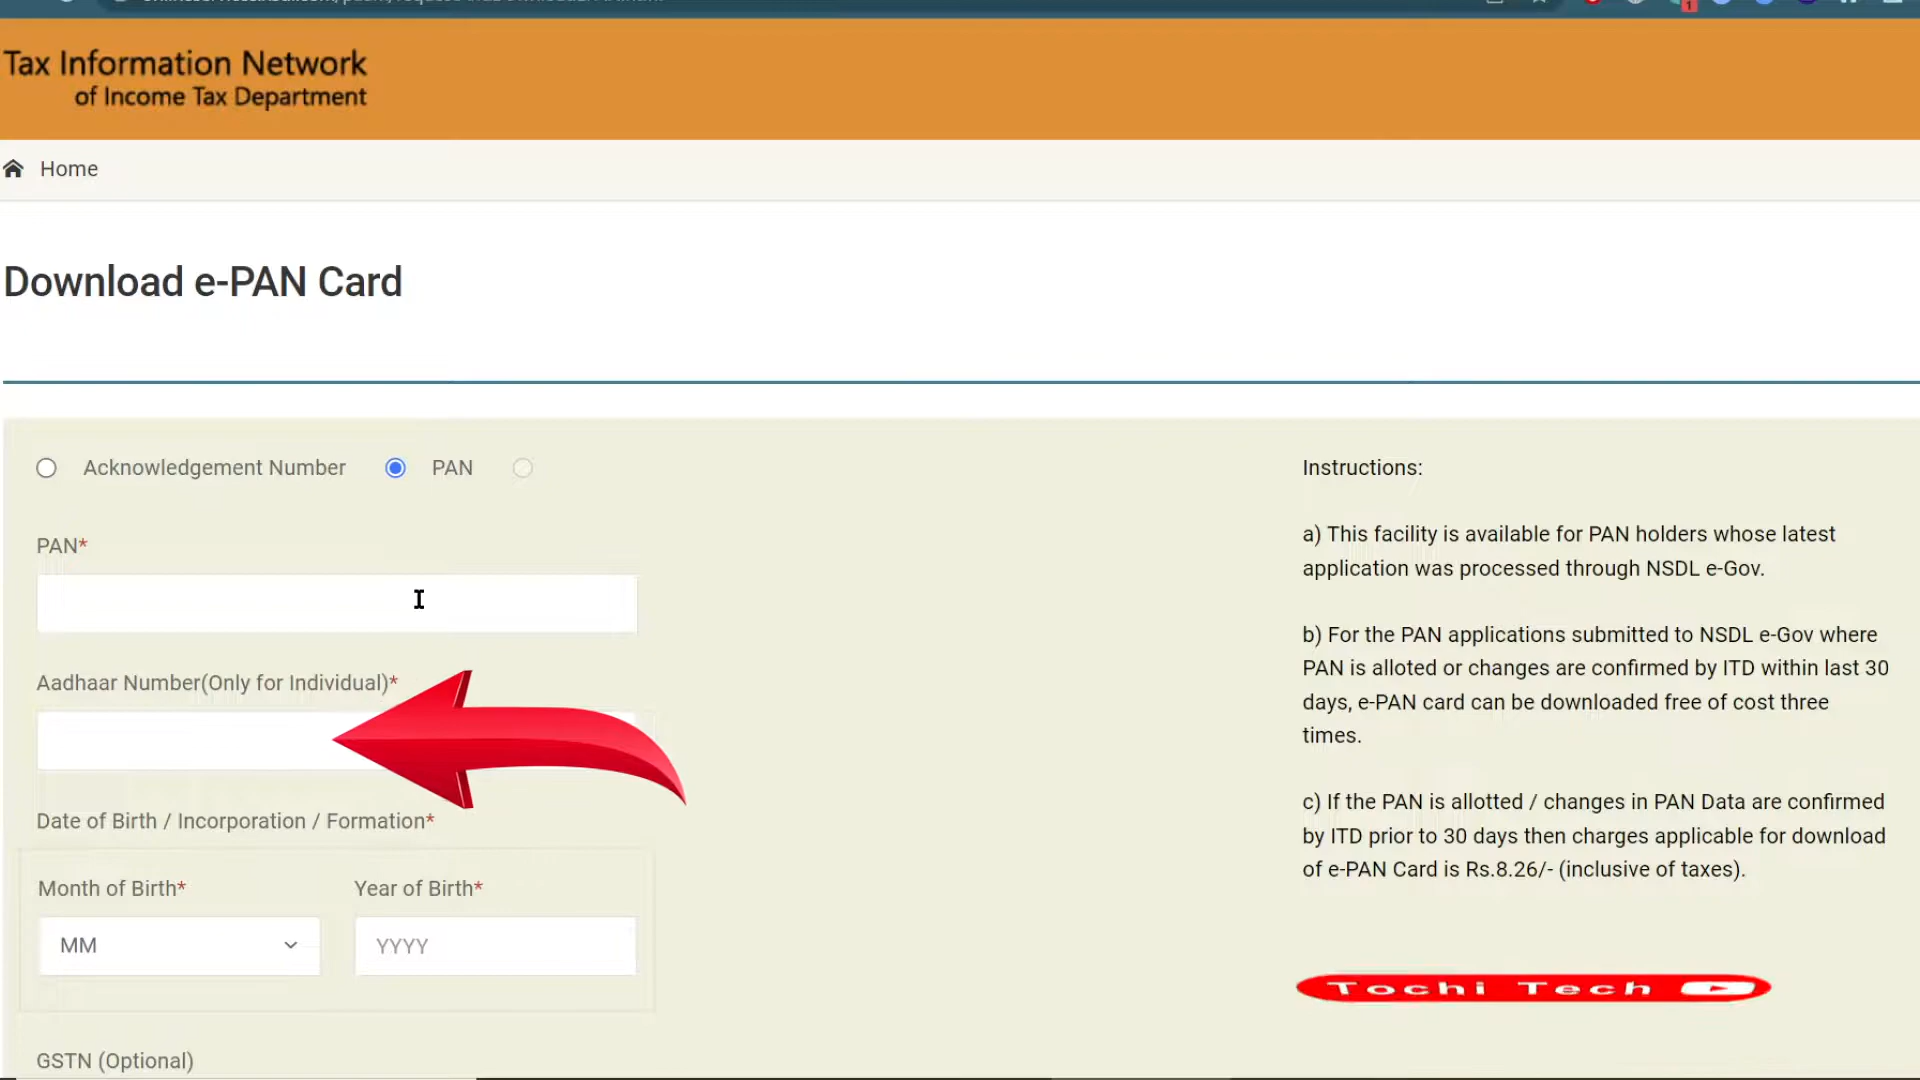 Tax Information Network
of Income Tax Department
Home
Download e-PAN Card
Acknowledgement Number
PAN
PAN*
Aadhaar Number(Only for Individual)*
Date of Birth / Incorporation / Formation*
Month of Birth*
Year of Birth*
MM
YYYY
GSTN (Optional)
Instructions:
a) This facility is available for PAN holders whose latest
application was processed through NSDL e-Gov.
b) For the PAN applications submitted to NSDL e-Gov where
PAN is alloted or changes are confirmed by ITD within last 30
days, e-PAN card can be downloaded free of cost three
times.
c) If the PAN is allotted / changes in PAN Data are confirmed
by ITD prior to 30 days then charges applicable for download
of e-PAN Card is Rs.8.26/- (inclusive of taxes).
Tochi Tech
1